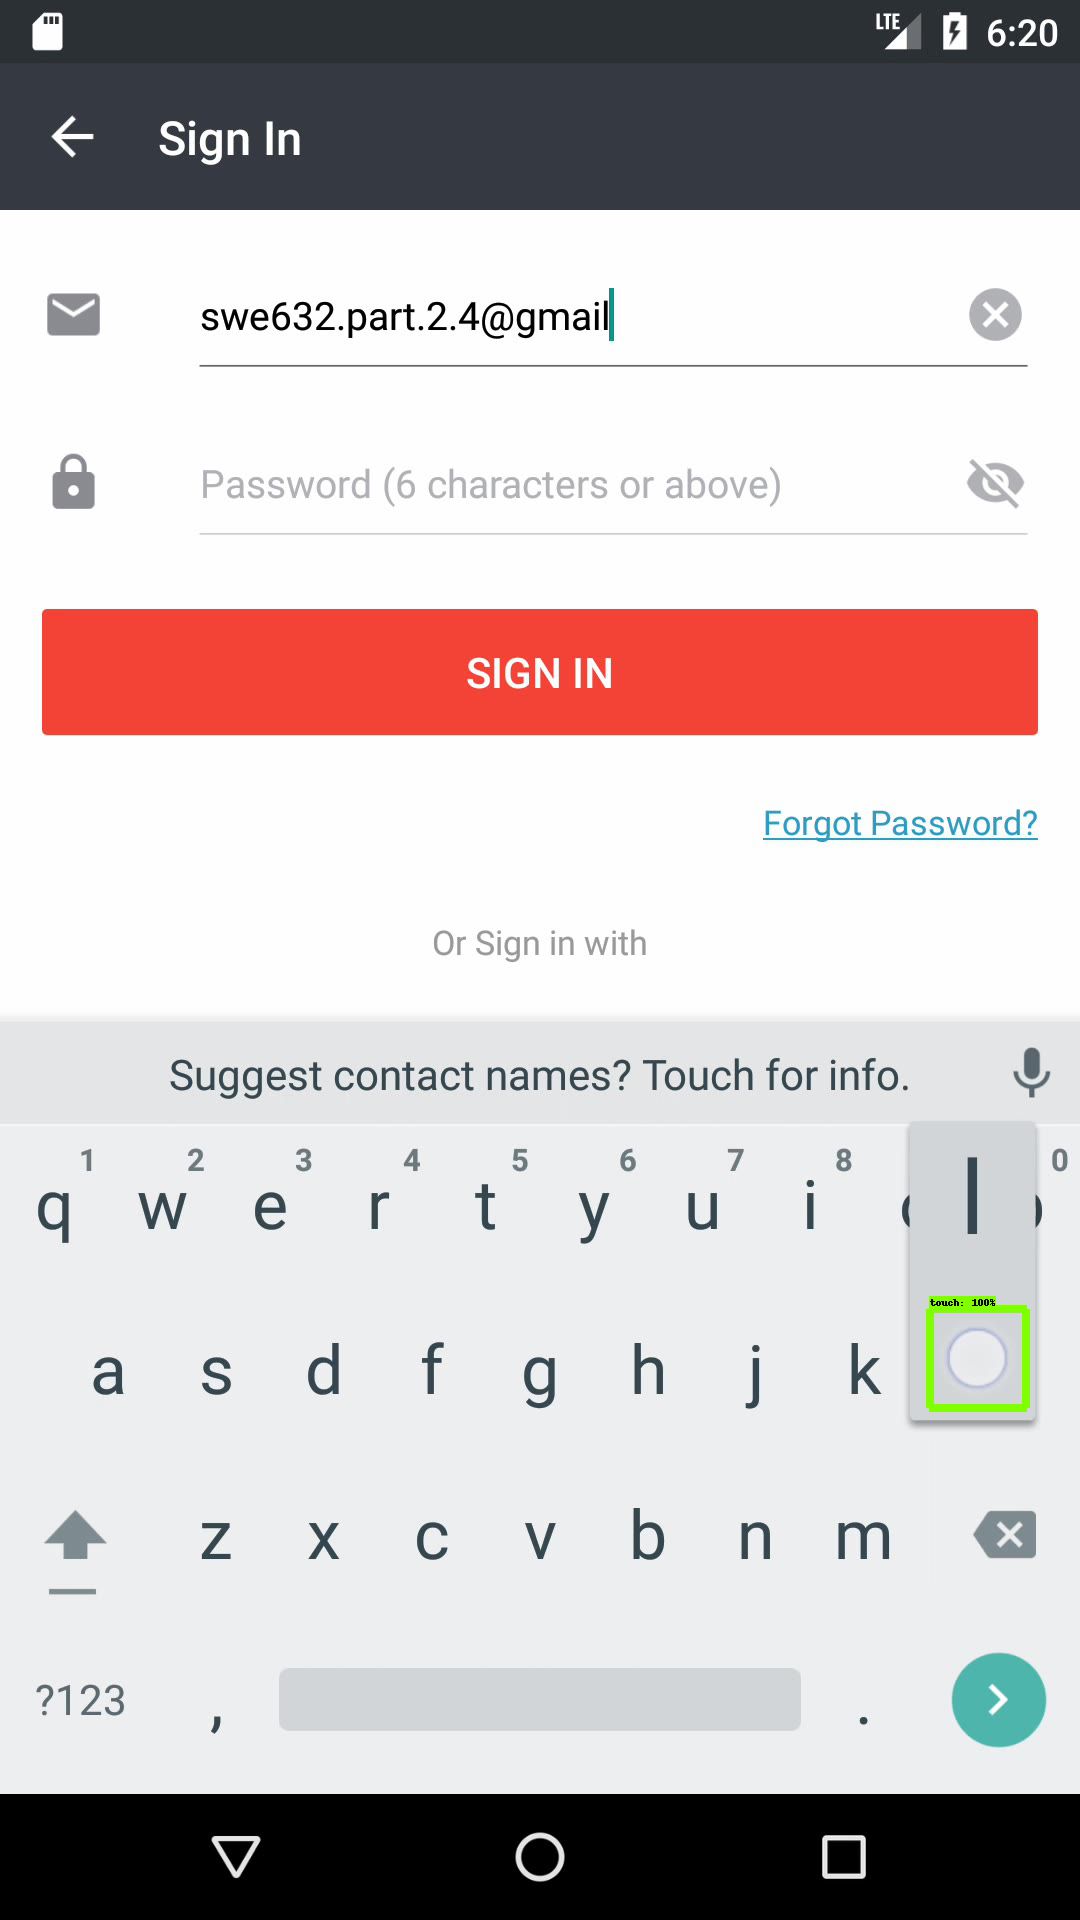 LTE 6:20
Sign In
swe632.part.2.4@gmail
Password (6 characters or above)
SIGN IN
Forgot Password?
Or Sign in with
Suggest contact names? Touch for info.
1 2 3 4 5 6 7 8 0
q w e r t y u i l
touch: 100%
a s d f g h j k
z x c v b n m
?123 , .